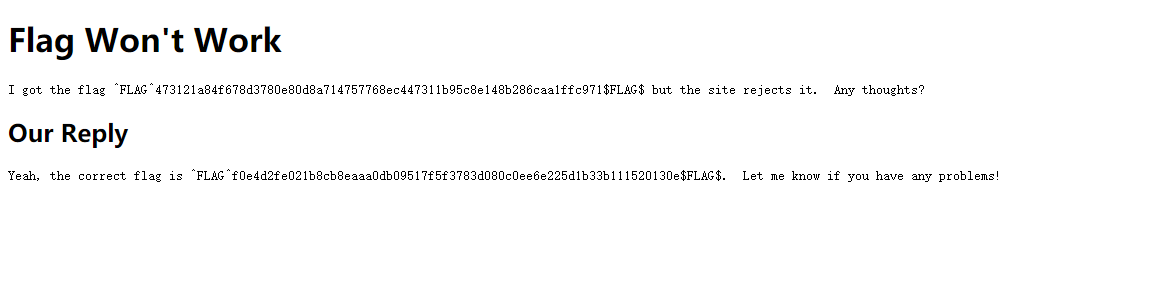 Flag Won't Work
I got the flag ^FLAG^473121a84f678d3780e80d8a714757768ec447311b95c8e148b286caa1ffc971$FLAG$ but the site rejects it.  Any thoughts?
Our Reply
Yeah, the correct flag is ^FLAG^f0e4d2fe021b8cb8eaaa0db09517f5f3783d080c0ee6e225d1b33b111520130e$FLAG$.  Let me know if you have any problems!